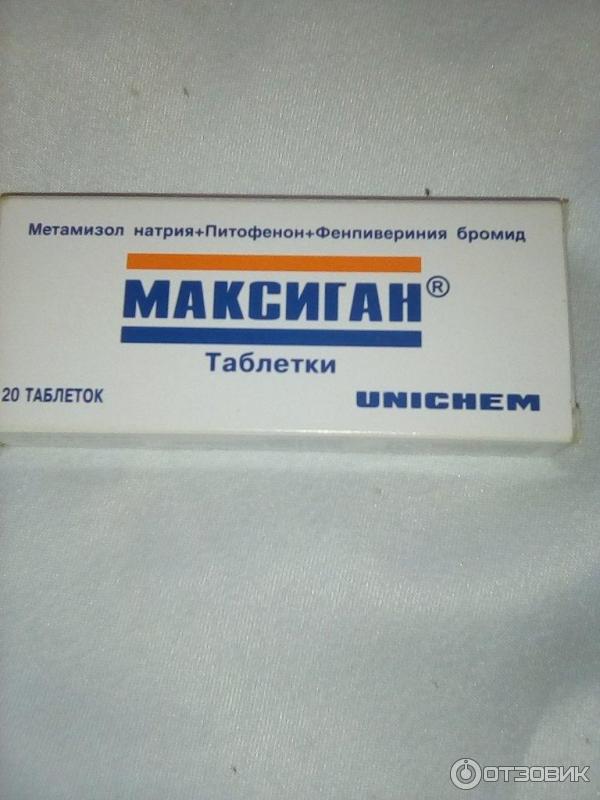 Метамизол натрия+Питофенон+Фенпивериния бромид
МАКСИГАН®
Таблетки
20 ТАБЛЕТОК UNICHEM
ОТЗОВИК